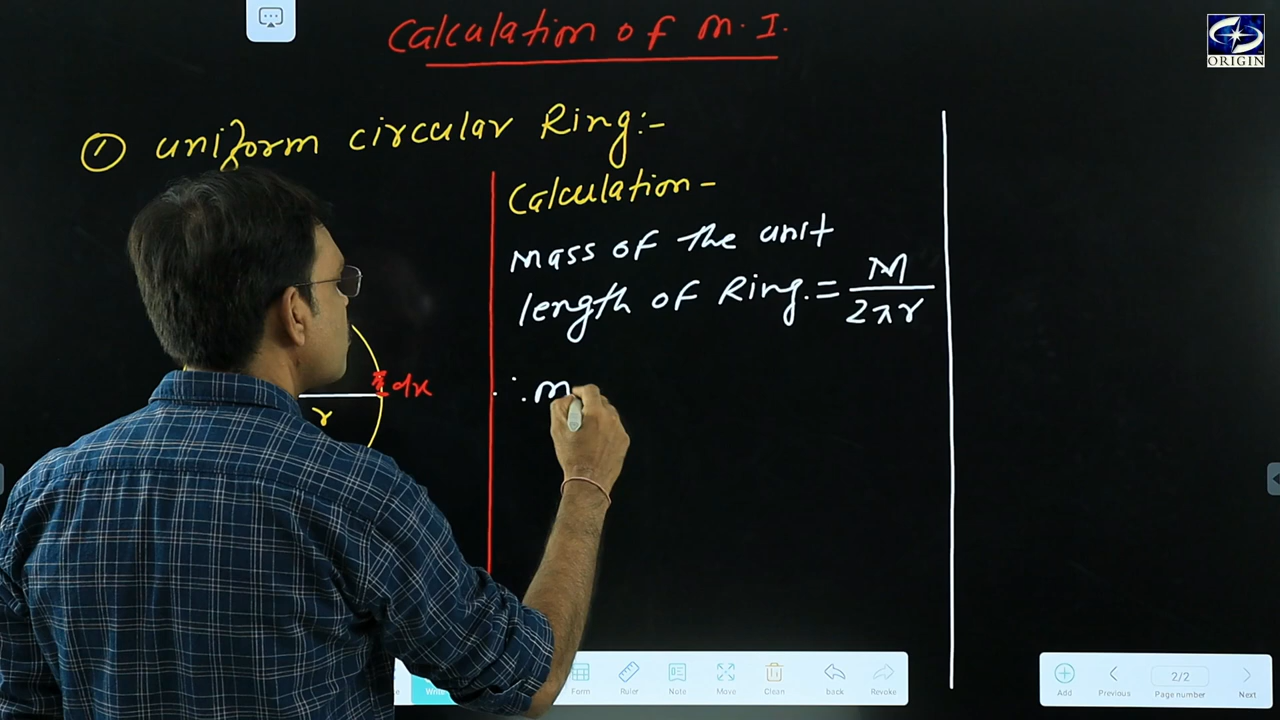 Calculation of M.I.
ORIGIN
① uniform circular Ring:-
Calculation -
Mass of the unit
length of Ring. = M/2πr
dx
r
∴ m
Form Ruler Note Move Clean back Revoke
Add Previous 2/2 Page number Next